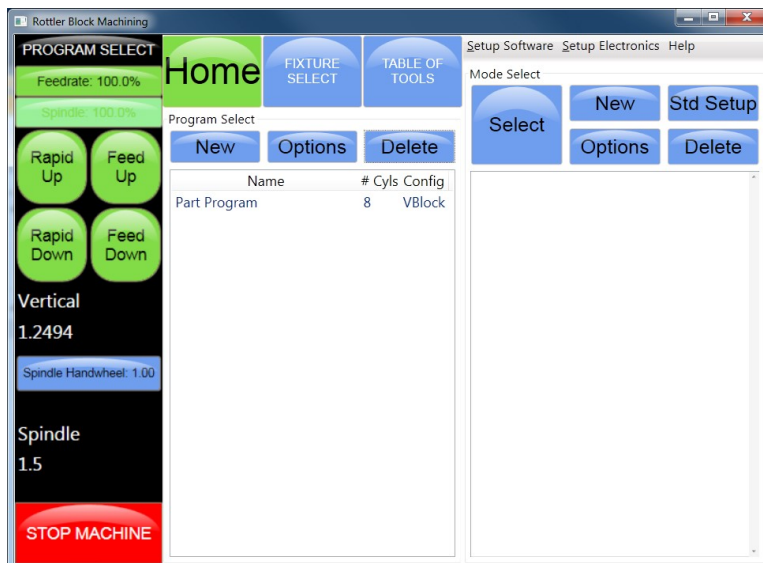 Rottler Block Machining
PROGRAM SELECT
Feedrate: 100.0%
Spindle: 100.0%
Rapid Up
Feed Up
Rapid Down
Feed Down
Vertical
1.2494
Spindle Handwheel: 1.00
Spindle
1.5
STOP MACHINE
Home
FIXTURE SELECT
TABLE OF TOOLS
Program Select
New Options Delete
Name # Cyls Config
Part Program 8 VBlock
Setup Software Setup Electronics Help
Mode Select
Select
New Std Setup
Options Delete